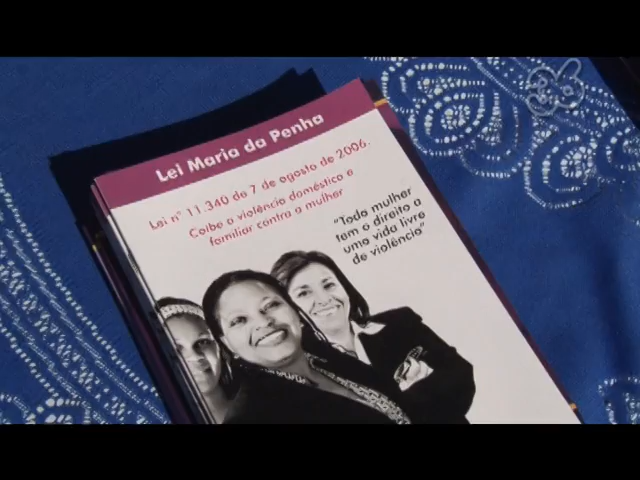 Lei Maria da Penha
Lei nº 11.340 de 7 de agosto de 2006.
Coíbe a violência doméstica e
familiar contra a mulher
"Toda mulher
tem o direito a
uma vida livre
de violência"